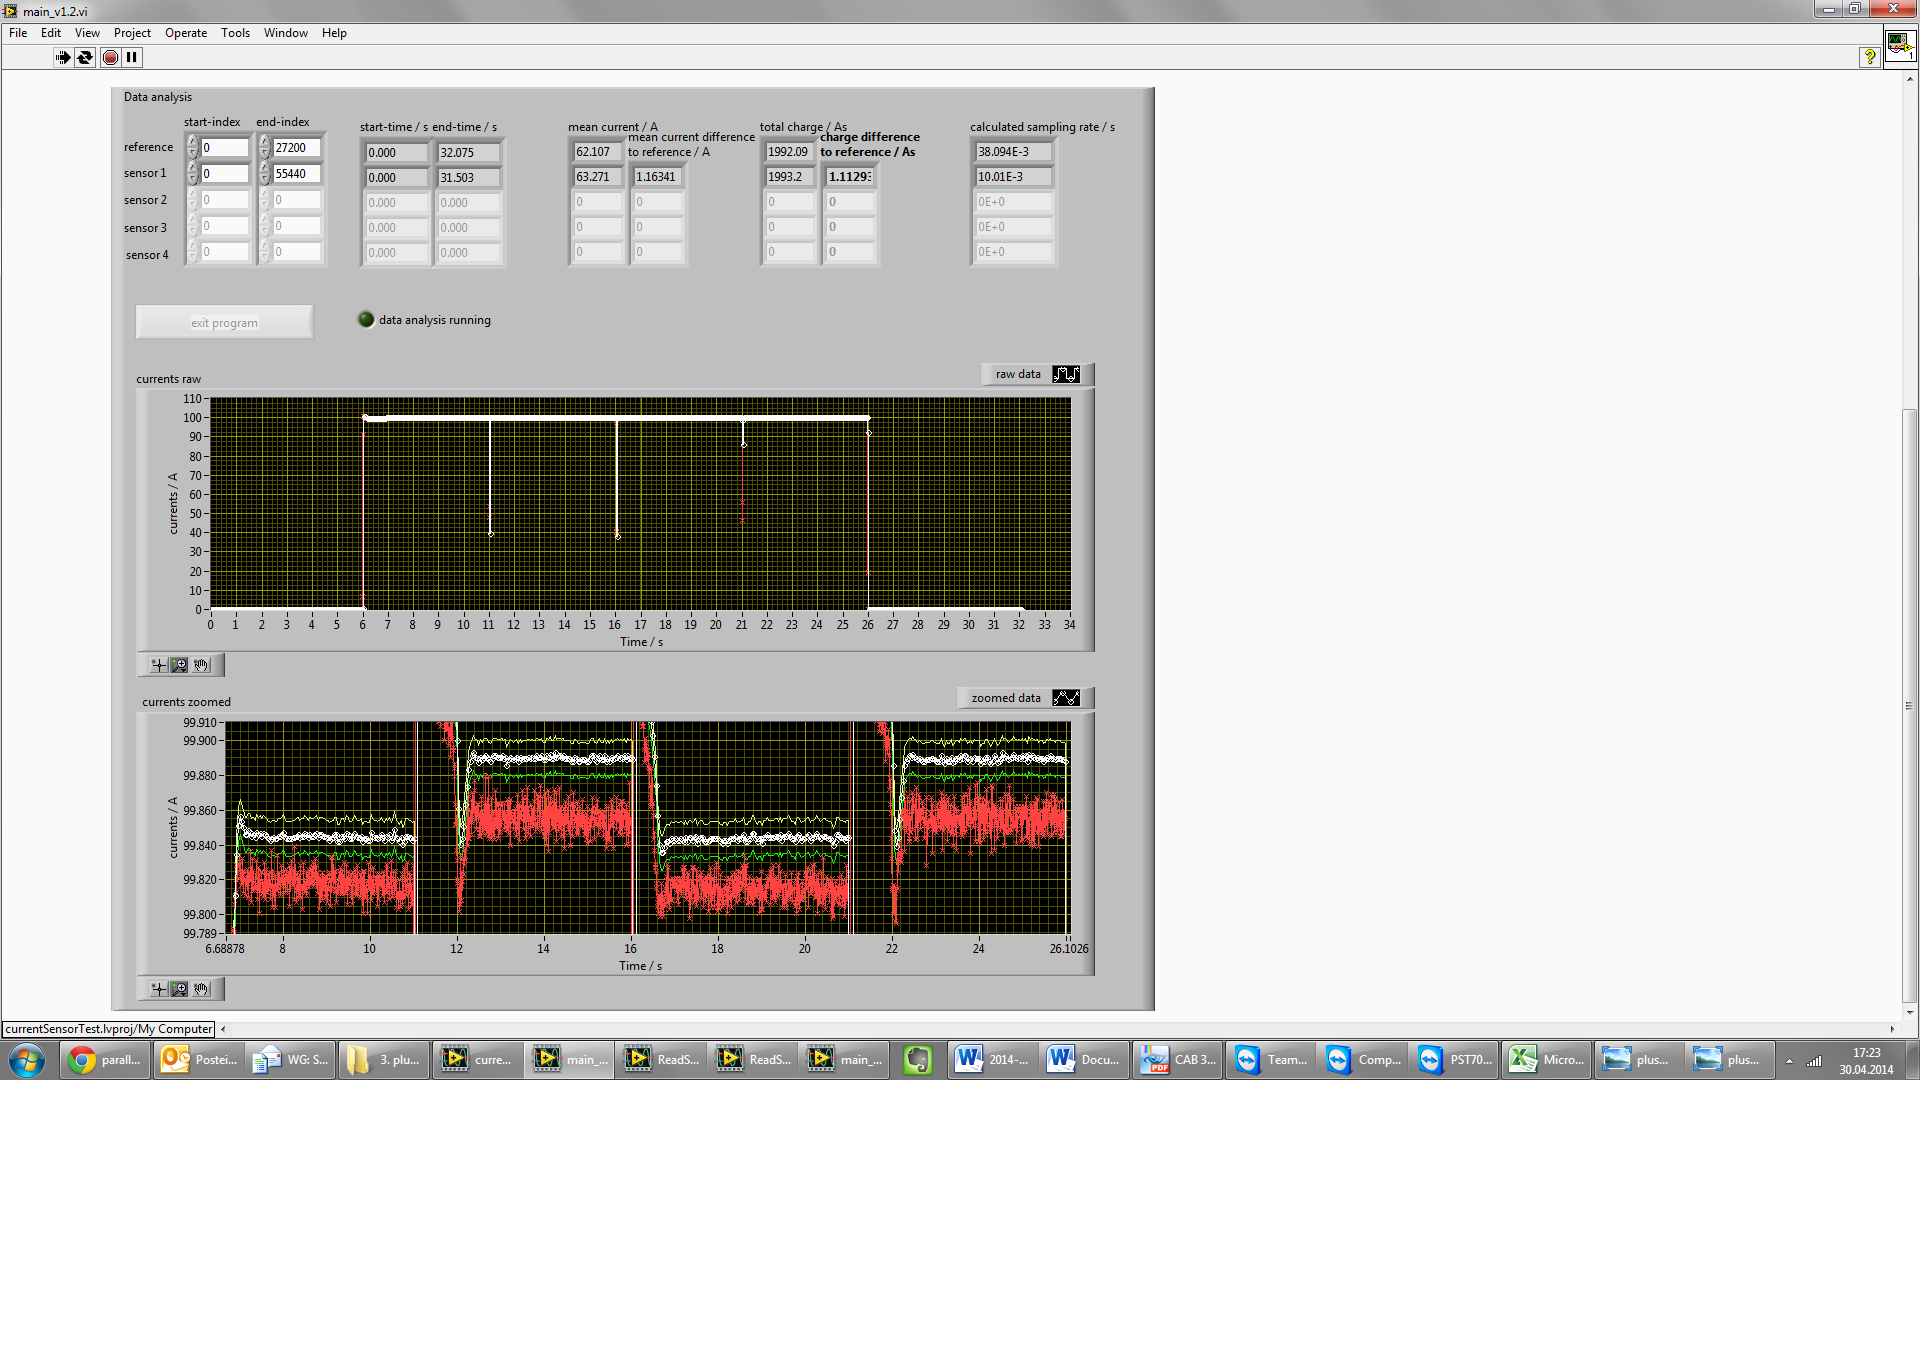 main_v1.2.vi
File Edit View Project Operate Tools Window Help
Data analysis
start-index end-index
start-time / s end-time / s
mean current / A
mean current difference to reference / A
total charge / As
charge difference to reference / As
calculated sampling rate / s
reference 0 27200 0.000 32.075 62.107 1992.09 38.094E-3
sensor 1 0 55440 0.000 31.503 63.271 1.16341 1993.2 1.1129 10.01E-3
sensor 2 0 0 0.000 0.000 0 0 0 0 0E+0
sensor 3 0 0 0.000 0.000 0 0 0 0 0E+0
sensor 4 0 0 0.000 0.000 0 0 0 0 0E+0
exit program
data analysis running
currents raw
raw data
110
100
90
80
70
60
50
40
30
20
10
0
currents / A
0 1 2 3 4 5 6 7 8 9 10 11 12 13 14 15 16 17 18 19 20 21 22 23 24 25 26 27 28 29 30 31 32 33 34
Time / s
currents zoomed
zoomed data
99.910
99.900
99.880
99.860
99.840
99.820
99.800
99.789
currents / A
6.68878 8 10 12 14 16 18 20 22 24 26.1026
Time / s
currentSensorTest.lvproj/My Computer
parall... Postei... WG: S... 3. plu... curre... main_... ReadS... ReadS... main_... 2014-... Docu... CAB 3... Team... Comp... PST70... Micro... plus... plus...
17:23
30.04.2014